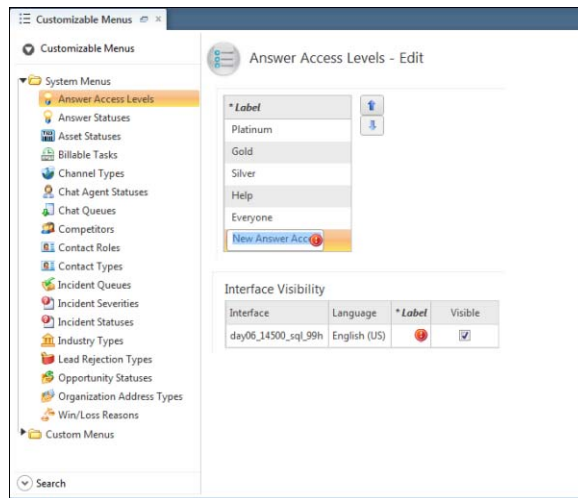 Customizable Menus
Customizable Menus
System Menus
Answer Access Levels
Answer Statuses
Asset Statuses
Billable Tasks
Channel Types
Chat Agent Statuses
Chat Queues
Competitors
Contact Roles
Contact Types
Incident Queues
Incident Severities
Incident Statuses
Industry Types
Lead Rejection Types
Opportunity Statuses
Organization Address Types
Win/Loss Reasons
Custom Menus
Search
Answer Access Levels - Edit
* Label
Platinum
Gold
Silver
Help
Everyone
New Answer Acc
Interface Visibility
Interface Language * Label Visible
day06_14500_sql_99h English (US)